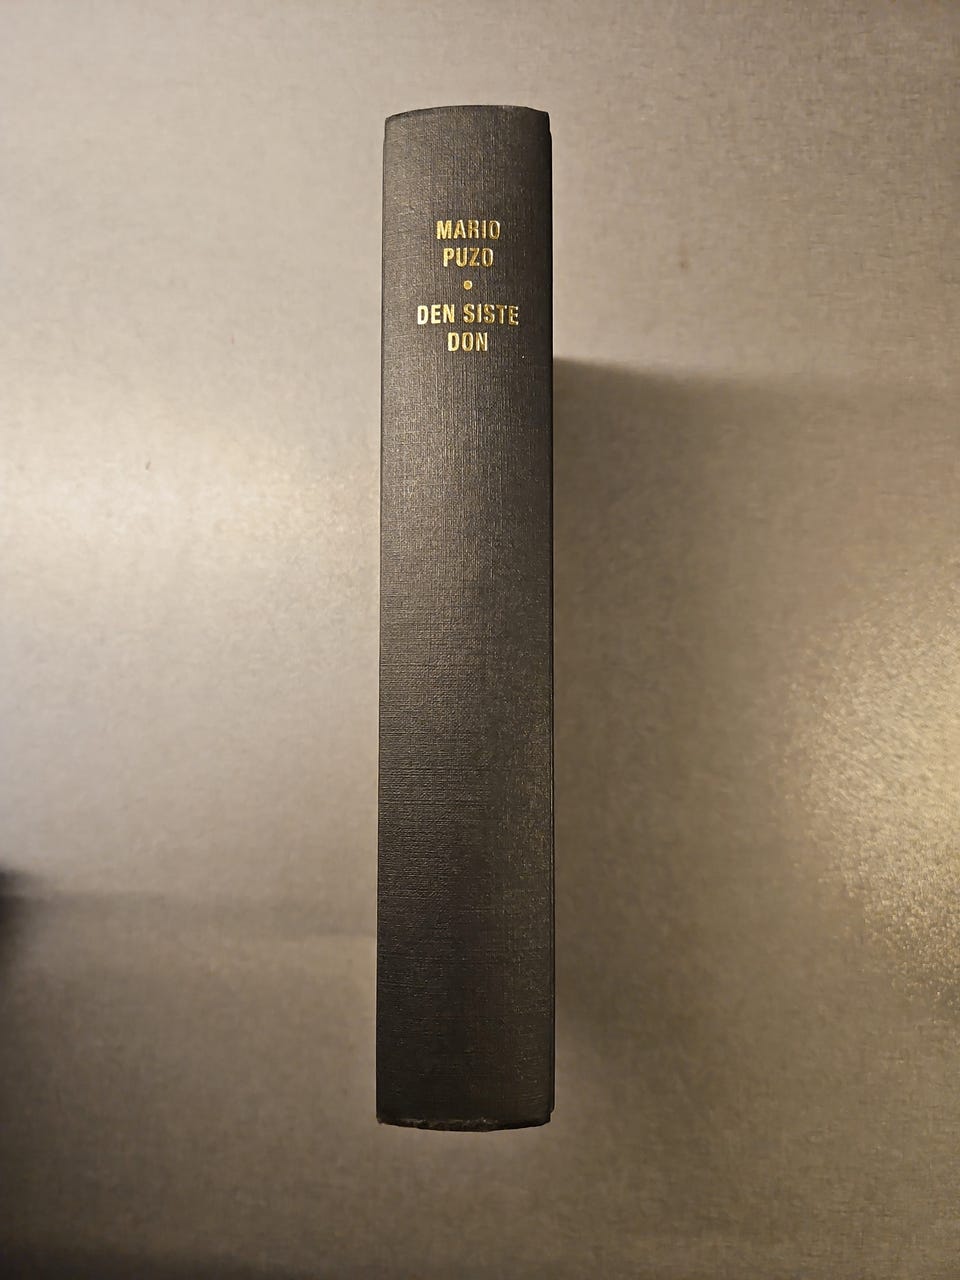 MARIO
PUZO
•
DEN SISTE
DON